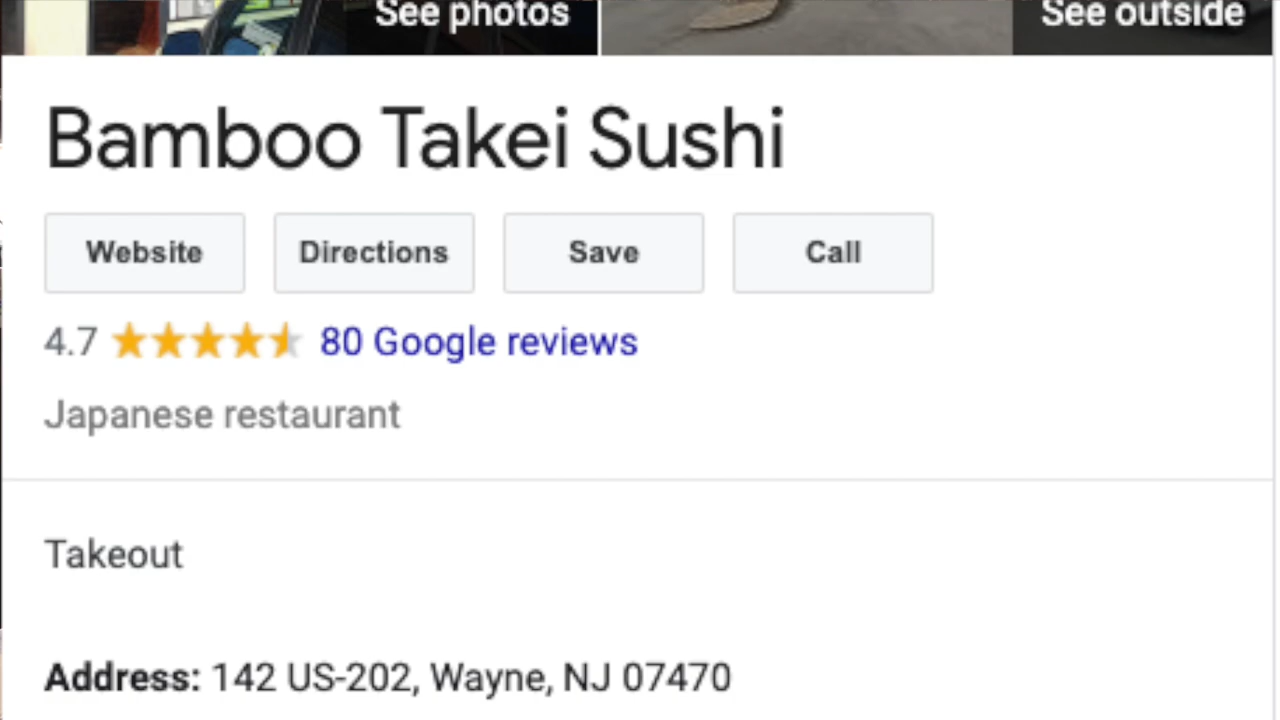 See photos
See outside
Bamboo Takei Sushi
Website
Directions
Save
Call
4.7 80 Google reviews
Japanese restaurant
Takeout
Address: 142 US-202, Wayne, NJ 07470